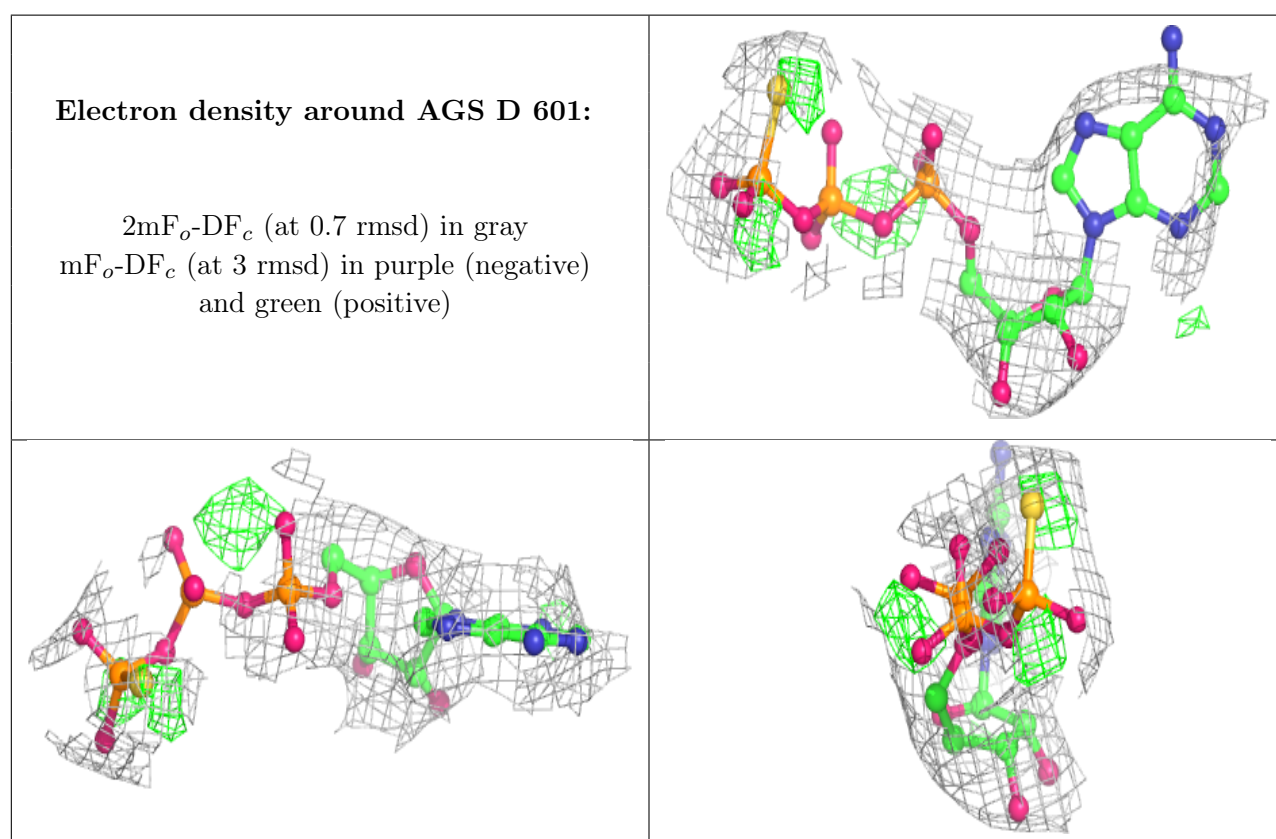 Electron density around AGS D 601:
2mFo-DFc (at 0.7 rmsd) in gray
mFo-DFc (at 3 rmsd) in purple (negative)
and green (positive)